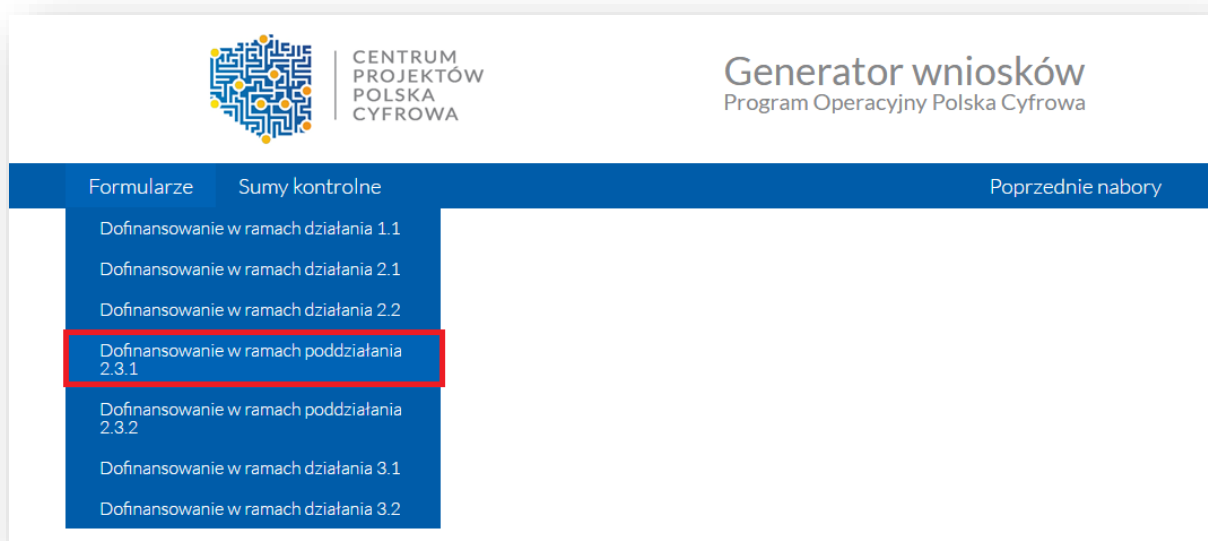 CENTRUM
PROJEKTÓW
POLSKA
CYFROWA
Generator wniosków
Program Operacyjny Polska Cyfrowa
Formularze
Sumy kontrolne
Poprzednie nabory
Dofinansowanie w ramach działania 1.1
Dofinansowanie w ramach działania 2.1
Dofinansowanie w ramach działania 2.2
Dofinansowanie w ramach poddziałania
2.3.1
Dofinansowanie w ramach poddziałania
2.3.2
Dofinansowanie w ramach działania 3.1
Dofinansowanie w ramach działania 3.2